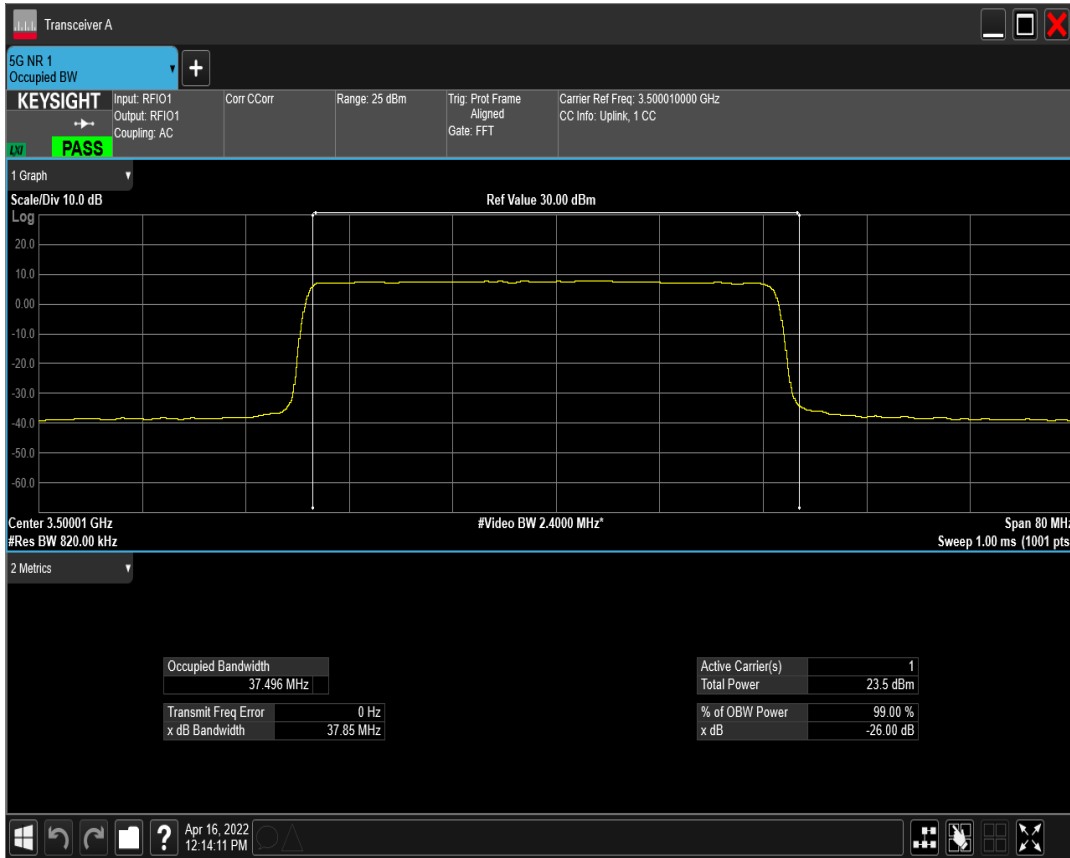 Transceiver A
5G NR 1
Occupied BW
KEYSIGHT
Input: RFIO1
Output: RFIO1
Coupling: AC
Corr CCorr
Range: 25 dBm
Trig: Prot Frame
Aligned
Gate: FFT
Carrier Ref Freq: 3.500010000 GHz
CC Info: Uplink, 1 CC
LXI
PASS
1 Graph
Scale/Div 10.0 dB
Ref Value 30.00 dBm
Log
20.0
10.0
0.00
-10.0
-20.0
-30.0
-40.0
-50.0
-60.0
Center 3.50001 GHz
#Video BW 2.4000 MHz*
Span 80 MHz
#Res BW 820.00 kHz
Sweep 1.00 ms (1001 pts
2 Metrics
Occupied Bandwidth
37.496 MHz
Transmit Freq Error 0 Hz
x dB Bandwidth 37.85 MHz
Active Carrier(s) 1
Total Power 23.5 dBm
% of OBW Power 99.00 %
x dB -26.00 dB
?
Apr 16, 2022
12:14:11 PM